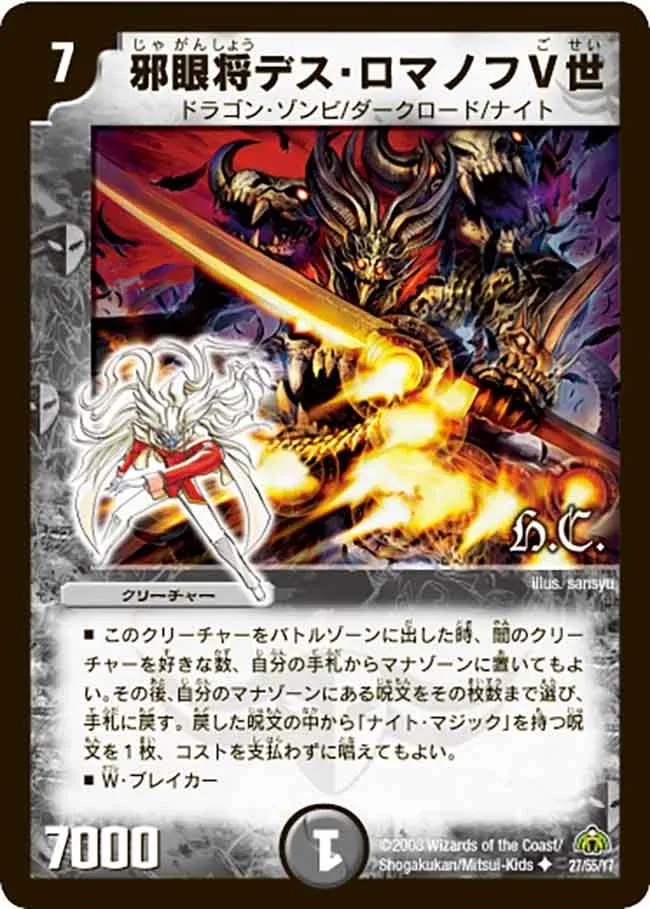 7
じゃがんしょう ごせい
邪眼将デス・ロマノフV世
ドラゴン・ゾンビ/ダークロード/ナイト
H.C.
illus. sansyu
クリーチャー
■ このクリーチャーをバトルゾーンに出した時、闇のクリー
チャーを好きな数、自分の手札からマナゾーンに置いてもよ
い。その後、自分のマナゾーンにある呪文をその枚数まで選び、
手札に戻す。戻した呪文の中から「ナイト・マジック」を持つ呪
文を1枚、コストを支払わずに唱えてもよい。
■ W・ブレイカー
7000
1
©2008 Wizards of the Coast/
Shogakukan/Mitsui-Kids
27/55/Y7